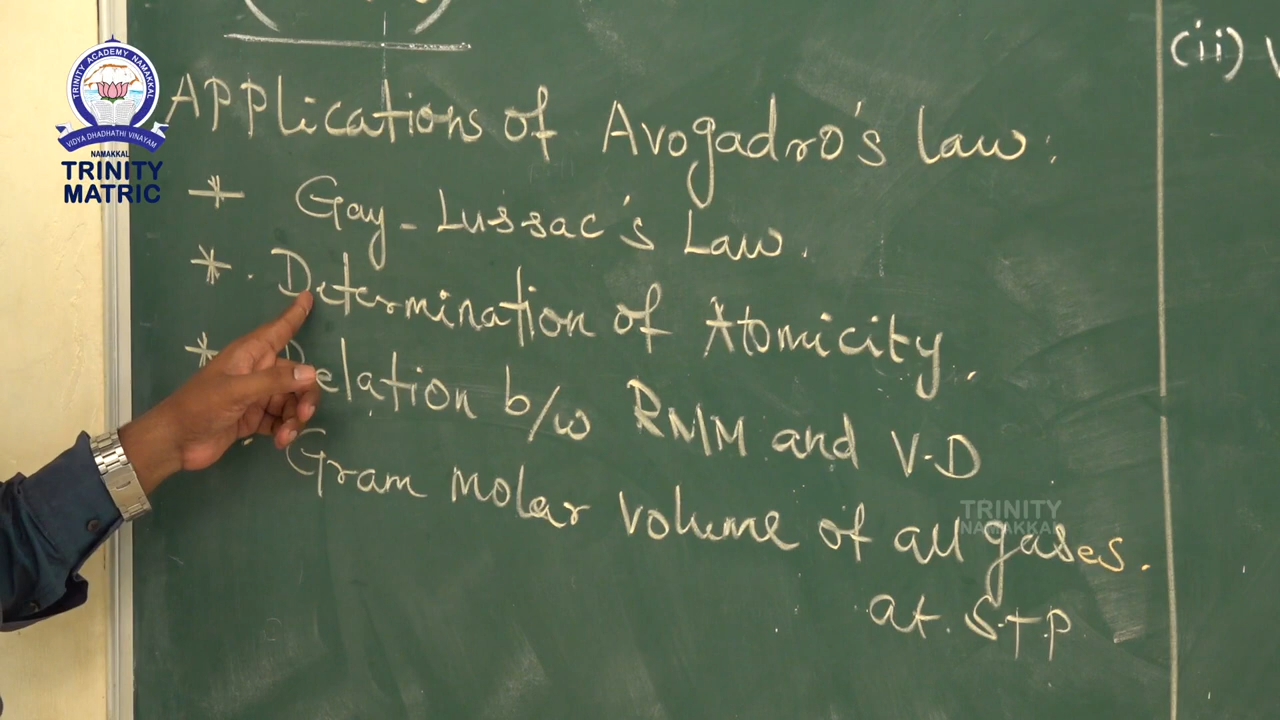 (ii)
TRINITY ACADEMY NAMAKKAL
VIDYA DHADHATHI VINAYAM
NAMAKKAL
TRINITY
MATRIC
Applications of Avogadro's law:
* Gay-Lussac's Law.
* Determination of Atomicity.
* Relation b/w RMM and V.D
Gram molar volume of all gases.
at. S.T.P
TRINITY
NAMAKKAL